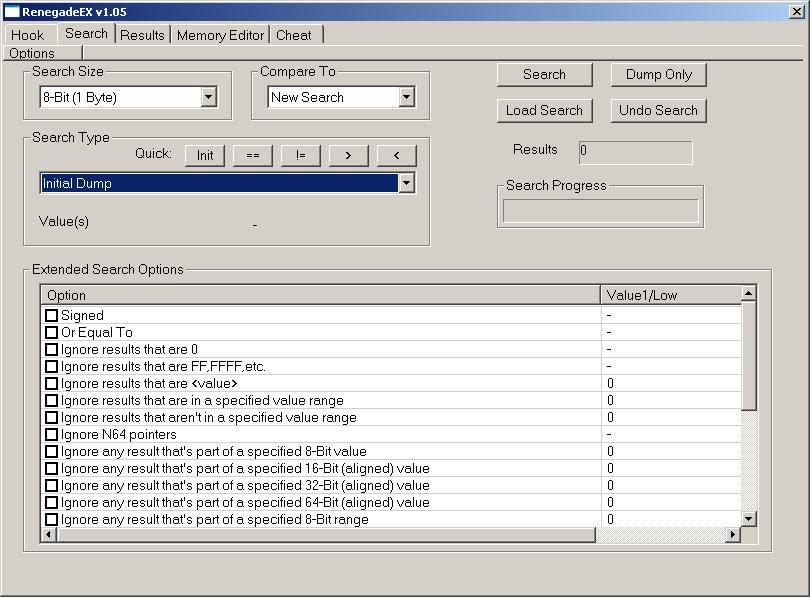 RenegadeEX v1.05
Hook Search Results Memory Editor Cheat
Options
Search Size
8-Bit (1 Byte)
Compare To
New Search
Search Dump Only
Load Search Undo Search
Results 0
Search Progress
Search Type
Quick: Init == != > <
Initial Dump
Value(s) -
Extended Search Options
Option Value1/Low
Signed -
Or Equal To -
Ignore results that are 0 -
Ignore results that are FF,FFFF,etc. -
Ignore results that are <value> 0
Ignore results that are in a specified value range 0
Ignore results that aren't in a specified value range 0
Ignore N64 pointers -
Ignore any result that's part of a specified 8-Bit value 0
Ignore any result that's part of a specified 16-Bit (aligned) value 0
Ignore any result that's part of a specified 32-Bit (aligned) value 0
Ignore any result that's part of a specified 64-Bit (aligned) value 0
Ignore any result that's part of a specified 8-Bit range 0